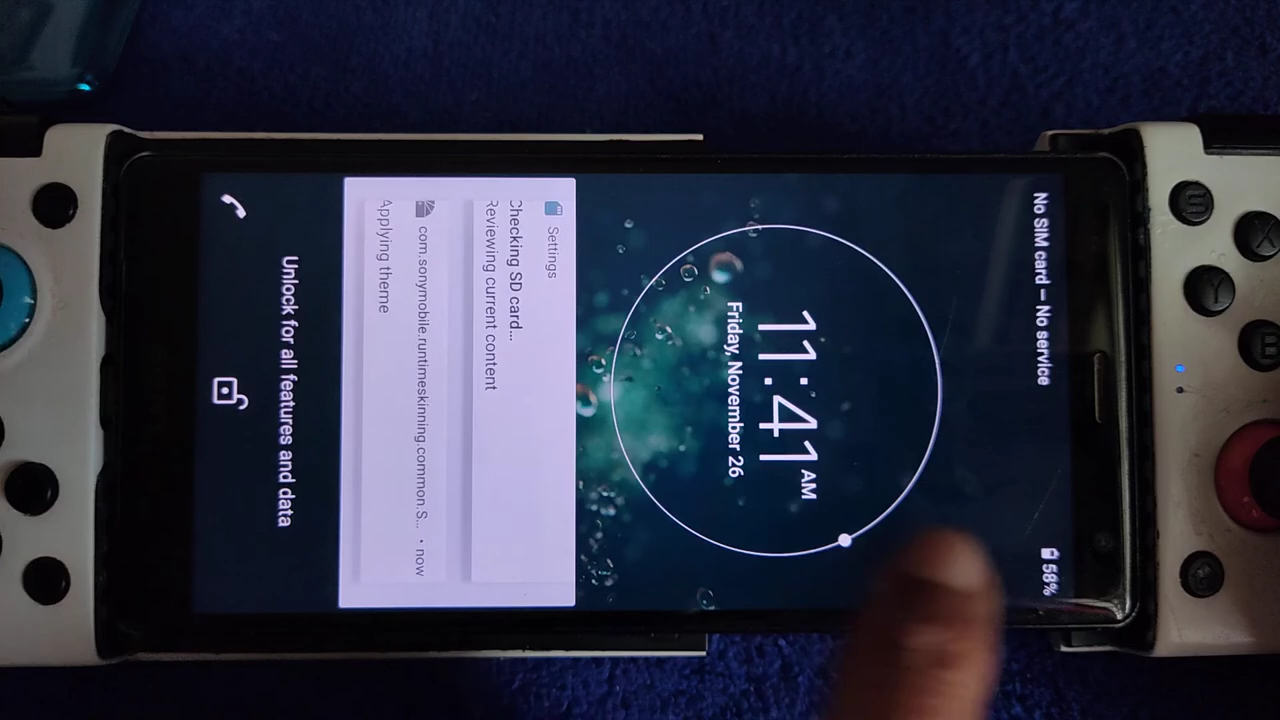 No SIM card – No service
58%
11:41 AM
Friday, November 26
Settings
Checking SD card...
Reviewing current content
com.sonymobile.runtimeskinning.common.S... • now
Applying theme
Unlock for all features and data
X
Y
B